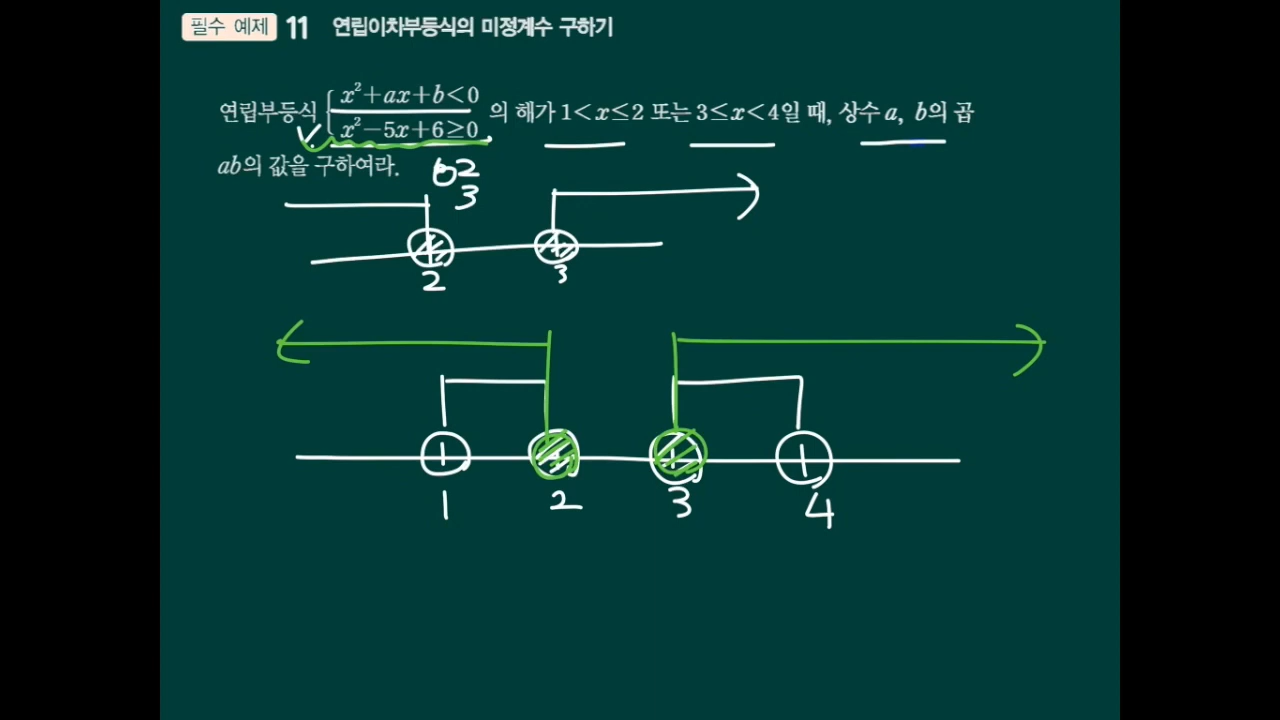 필수 예제 11 연립이차부등식의 미정계수 구하기
연립부등식 { x²+ax+b<0
x²-5x+6≥0 의 해가 1<x≤2 또는 3≤x<4일 때, 상수 a, b의 곱
ab의 값을 구하여라.
2
3
2 3
1 2 3 4